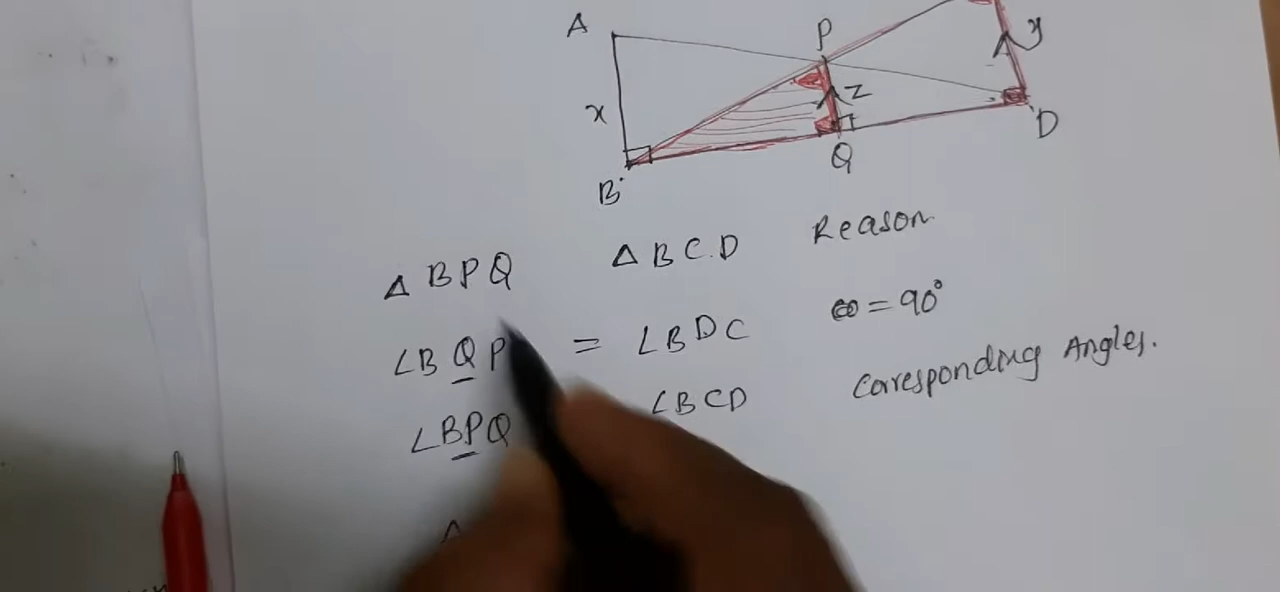 A
P
y
x
z
D
Q
B
Δ BPQ Δ BCD Reason
∠BQP = ∠BDC = 90°
∠BPQ ∠BCD Corresponding Angles.
Δ